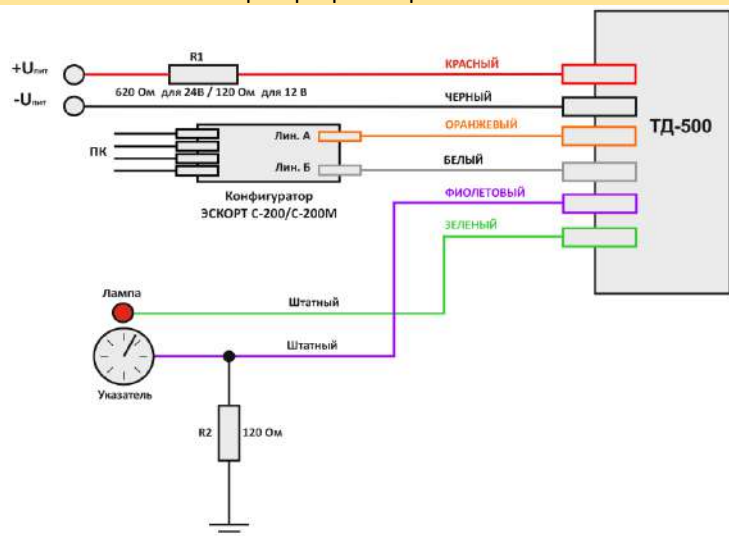 R1
+Uпит
КРАСНЫЙ
620 Ом для 24В / 120 Ом для 12 В
-Uпит
ЧЕРНЫЙ
ОРАНЖЕВЫЙ
ТД-500
Лин. А
ПК
БЕЛЫЙ
Лин. Б
Конфигуратор
ЭСКОРТ С-200/С-200М
ФИОЛЕТОВЫЙ
ЗЕЛЕНЫЙ
Лампа
Штатный
Штатный
Указатель
R2
120 Ом